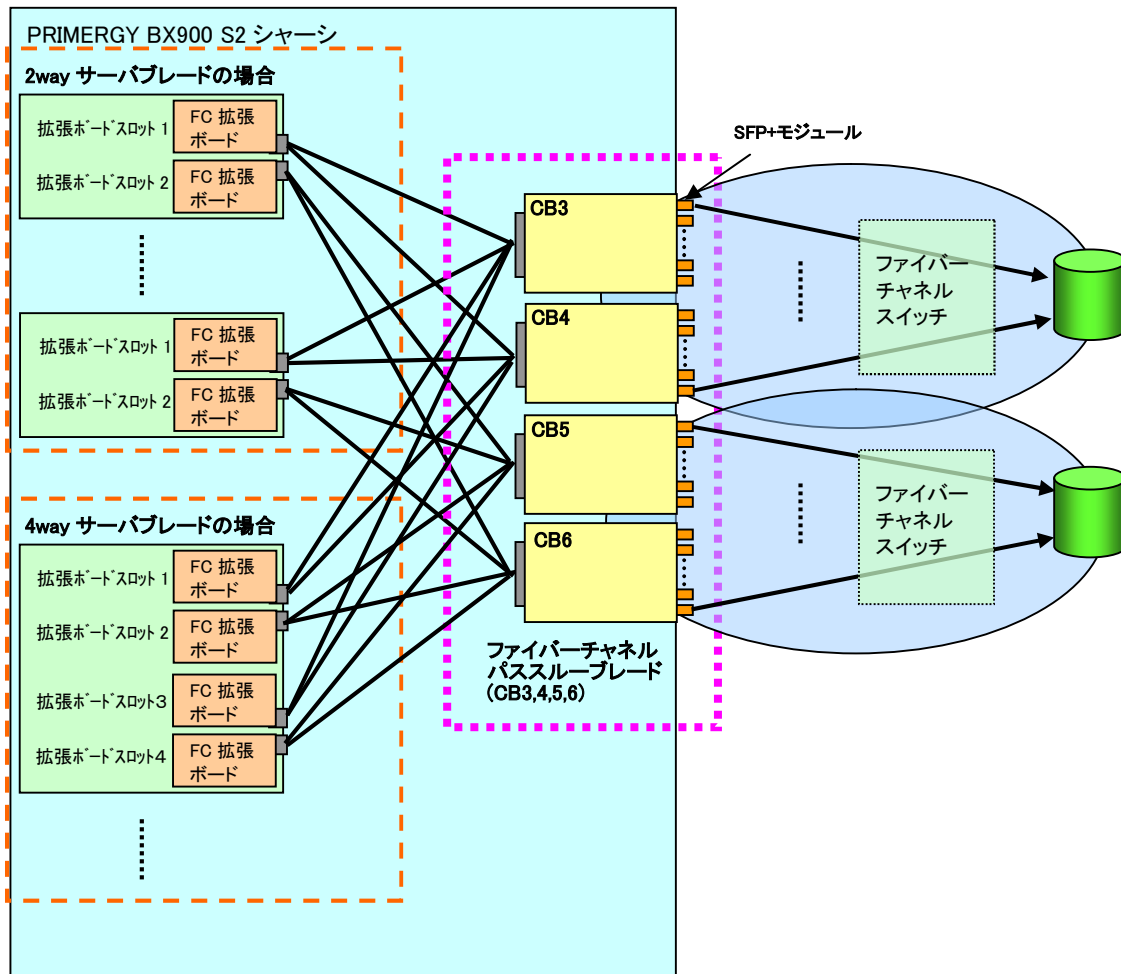 PRIMERGY BX900 S2 シャーシ
2way サーバブレードの場合
拡張ボードスロット 1
FC 拡張
ボード
拡張ボードスロット 2
FC 拡張
ボード
拡張ボードスロット 1
FC 拡張
ボード
拡張ボードスロット 2
FC 拡張
ボード
4way サーバブレードの場合
拡張ボードスロット 1
FC 拡張
ボード
拡張ボードスロット 2
FC 拡張
ボード
拡張ボードスロット3
FC 拡張
ボード
拡張ボードスロット4
FC 拡張
ボード
SFP+モジュール
CB3
CB4
CB5
CB6
ファイバーチャネル
パススルーブレード
(CB3,4,5,6)
ファイバー
チャネル
スイッチ
ファイバー
チャネル
スイッチ